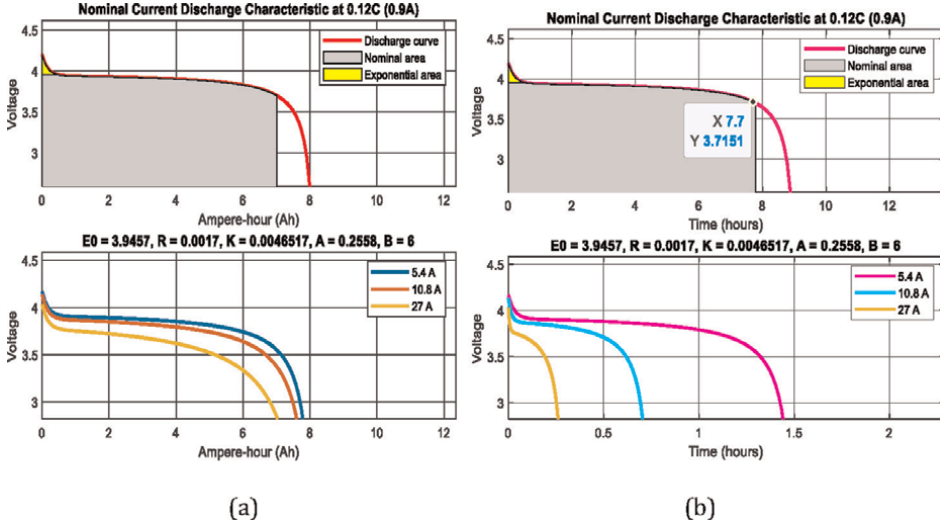 Nominal Current Discharge Characteristic at 0.12C (0.9A)
4.5
4
3.5
3
Voltage
Discharge curve
Nominal area
Exponential area
0 2 4 6 8 10 12
Ampere-hour (Ah)
E0 = 3.9457, R = 0.0017, K = 0.0046517, A = 0.2558, B = 6
4.5
4
3.5
3
Voltage
5.4 A
10.8 A
27 A
0 2 4 6 8 10 12
Ampere-hour (Ah)
(a)
Nominal Current Discharge Characteristic at 0.12C (0.9A)
4.5
4
3.5
3
Voltage
Discharge curve
Nominal area
Exponential area
X 7.7
Y 3.7151
0 2 4 6 8 10 12
Time (hours)
E0 = 3.9457, R = 0.0017, K = 0.0046517, A = 0.2558, B = 6
4.5
4
3.5
3
Voltage
5.4 A
10.8 A
27 A
0 0.5 1 1.5 2
Time (hours)
(b)